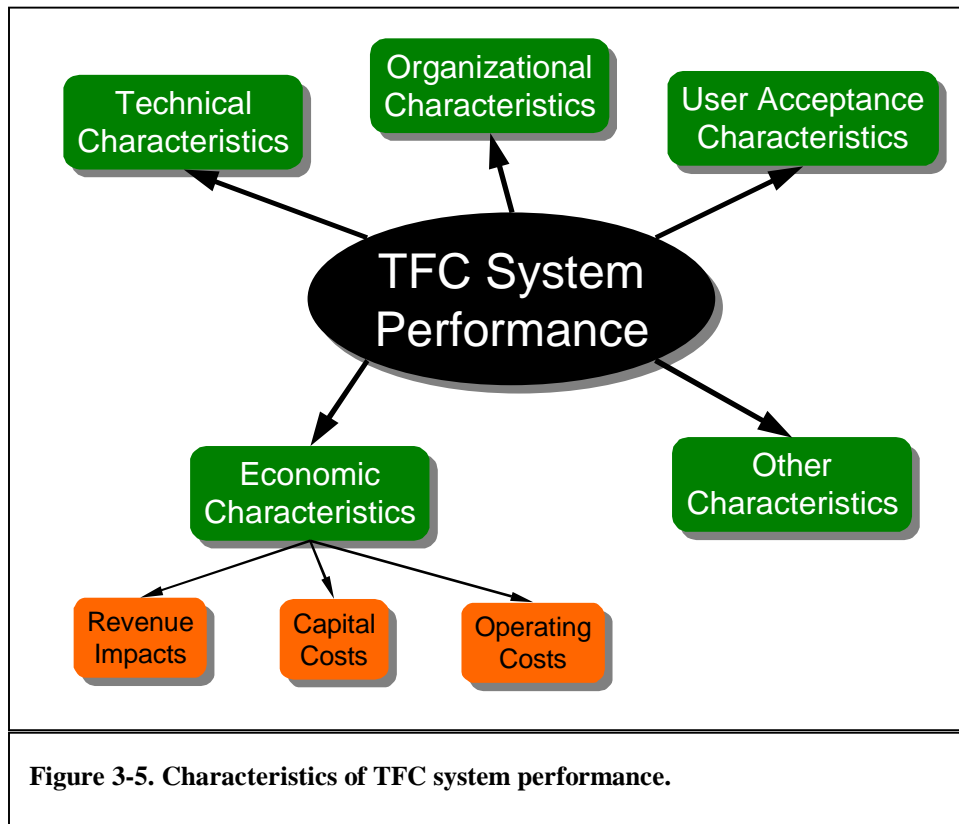 Technical
Characteristics
Organizational
Characteristics
User Acceptance
Characteristics
TFC System
Performance
Economic
Characteristics
Other
Characteristics
Revenue
Impacts
Capital
Costs
Operating
Costs
Figure 3-5. Characteristics of TFC system performance.